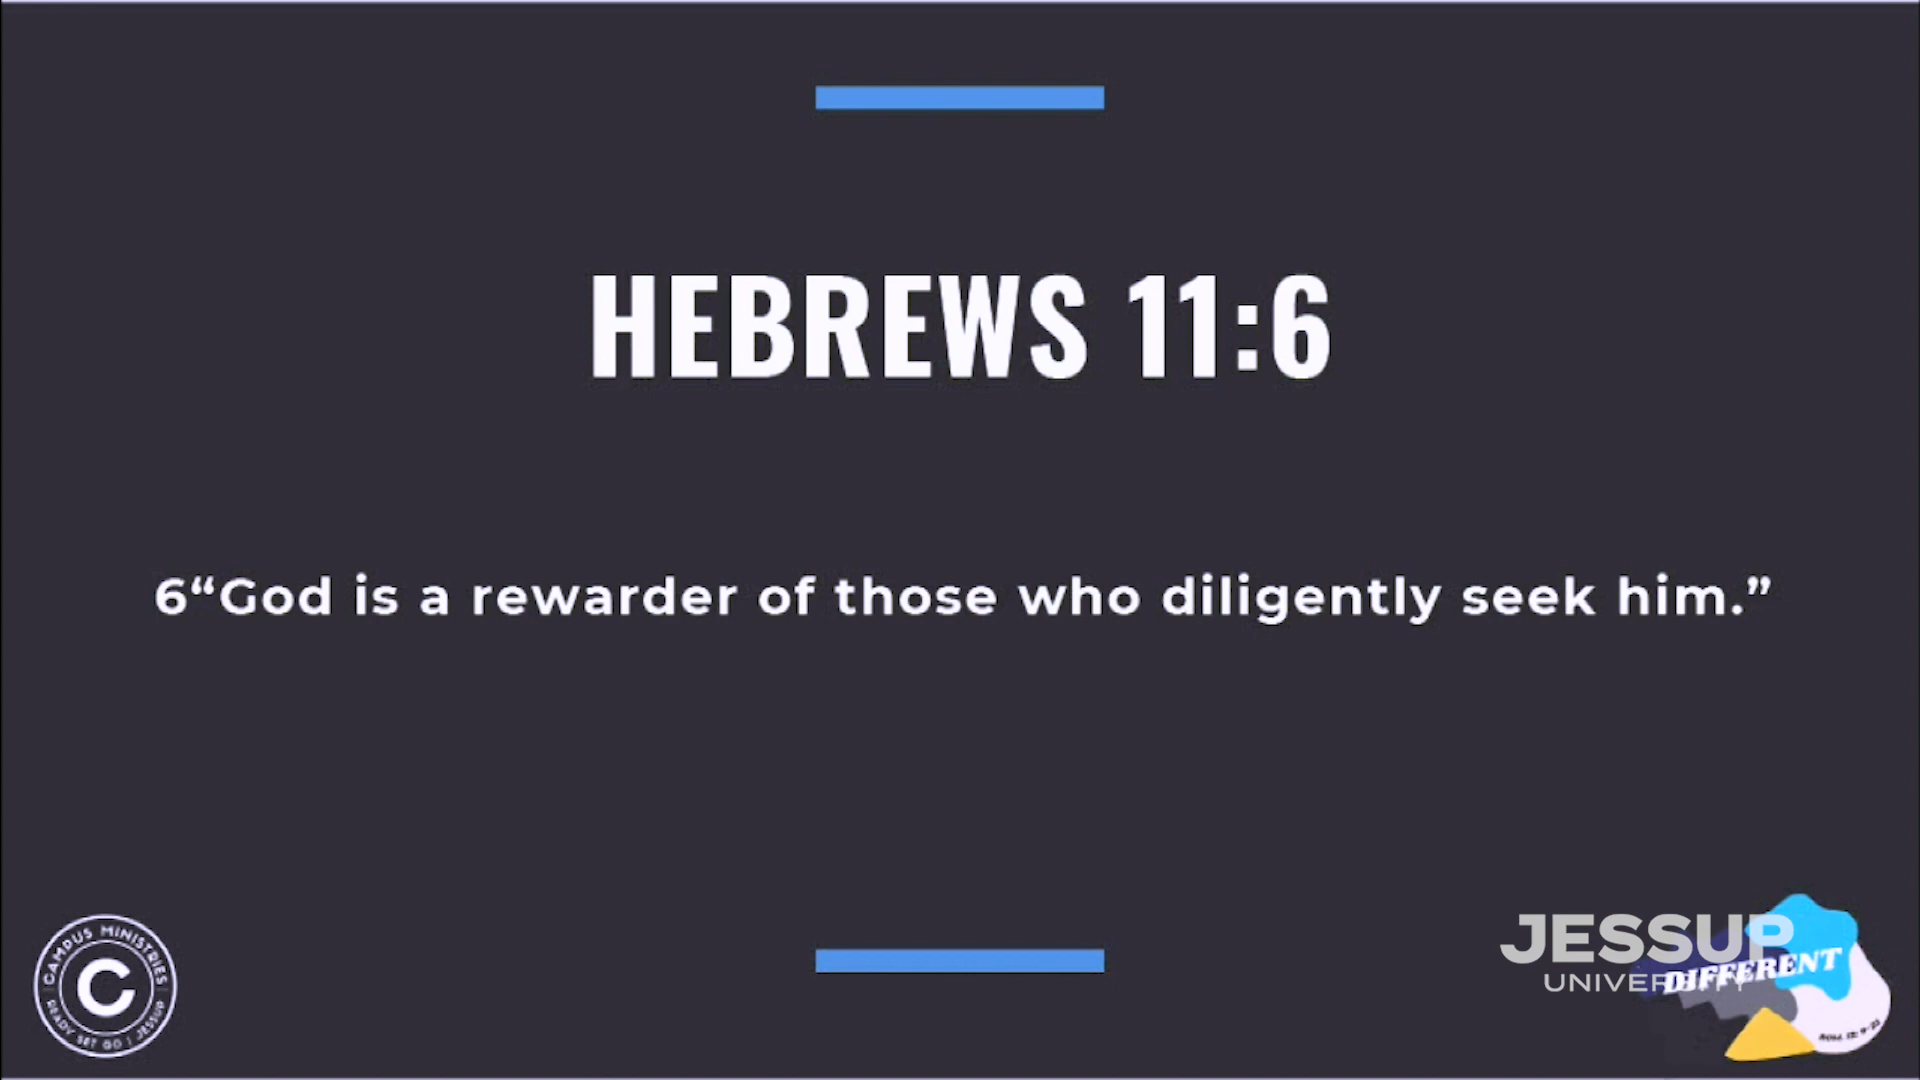 HEBREWS 11:6
6“God is a rewarder of those who diligently seek him.”
CAMPUS MINISTRIES
C
READY SET GO | JESSUP
JESSUP
UNIVERSITY
DIFFERENT